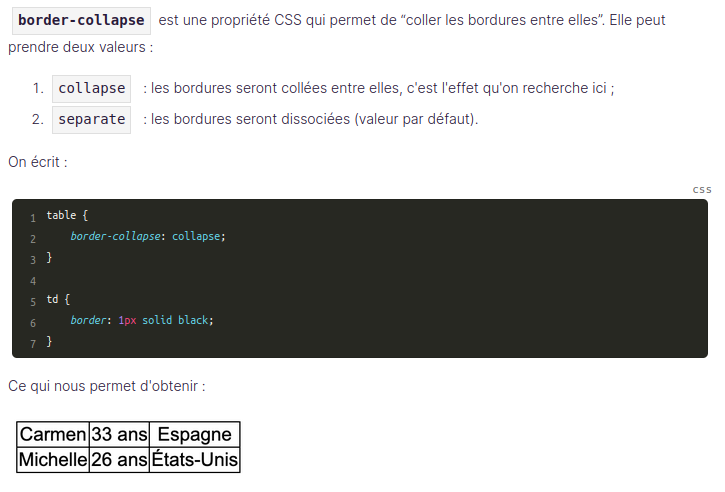 border-collapse est une propriété CSS qui permet de “coller les bordures entre elles”. Elle peut
prendre deux valeurs :
1. collapse : les bordures seront collées entre elles, c'est l'effet qu'on recherche ici ;
2. separate : les bordures seront dissociées (valeur par défaut).
On écrit :
css
1 table {
2     border-collapse: collapse;
3 }
4
5 td {
6     border: 1px solid black;
7 }
Ce qui nous permet d'obtenir :
Carmen 33 ans Espagne
Michelle 26 ans États-Unis